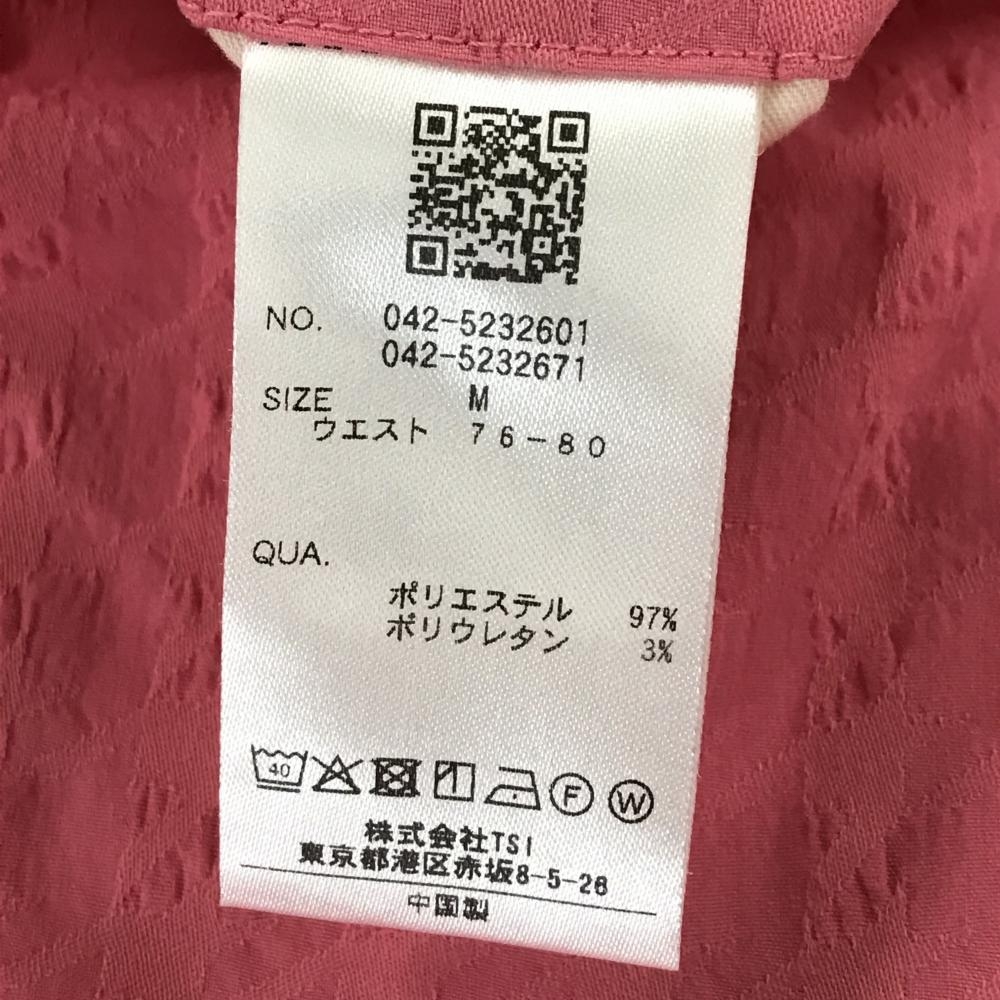 NO. 042-5232601
042-5232671
SIZE M
ウエスト 76-80
QUA.
ポリエステル 97%
ポリウレタン 3%
40 F W
株式会社TSI
東京都港区赤坂8-5-28
中国製